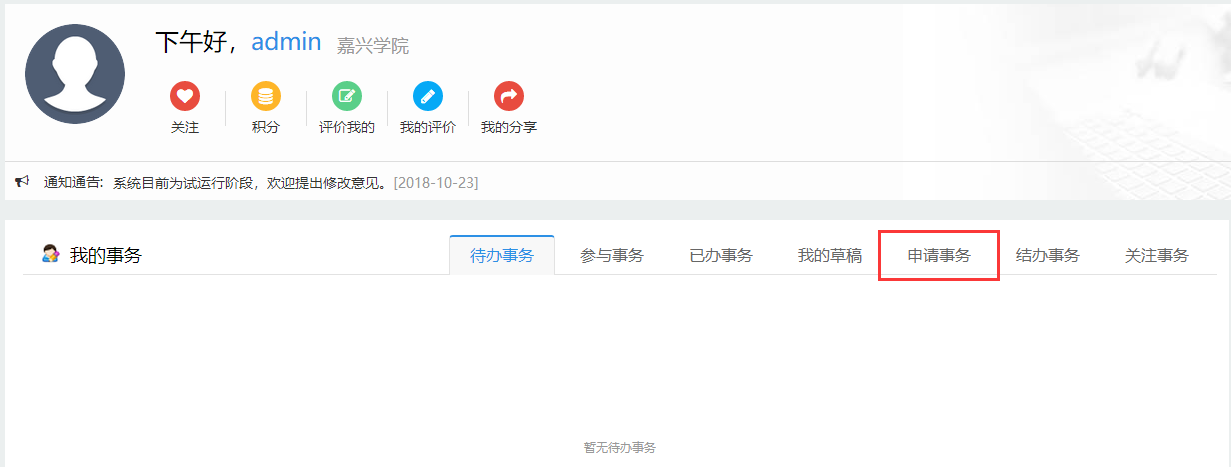 下午好，admin 嘉兴学院
关注 积分 评价我的 我的评价 我的分享
通知通告: 系统目前为试运行阶段，欢迎提出修改意见。[2018-10-23]
我的事务 待办事务 参与事务 已办事务 我的草稿 申请事务 结办事务 关注事务
暂无待办事务